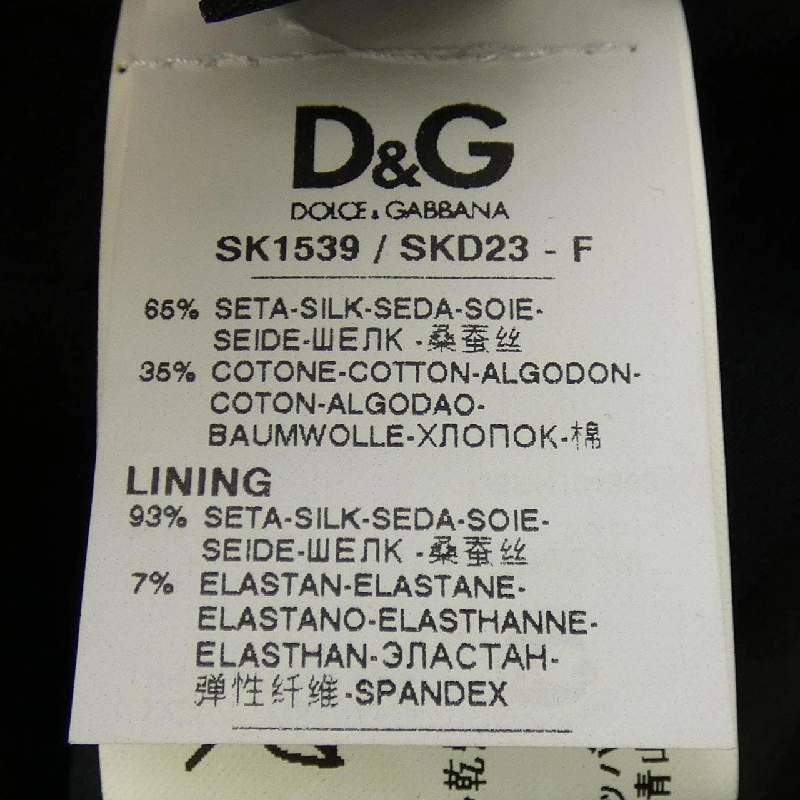 D&G
DOLCE & GABBANA
SK1539 / SKD23 - F
65% SETA-SILK-SEDA-SOIE-
SEIDE-ШЕЛК -桑蚕丝
35% COTONE-COTTON-ALGODON-
COTON-ALGODAO-
BAUMWOLLE-ХЛОПОК-棉
LINING
93% SETA-SILK-SEDA-SOIE-
SEIDE-ШЕЛК -桑蚕丝
7% ELASTAN-ELASTANE-
ELASTANO-ELASTHANNE-
ELASTHAN-ЭЛАСТАН-
弹性纤维-SPANDEX